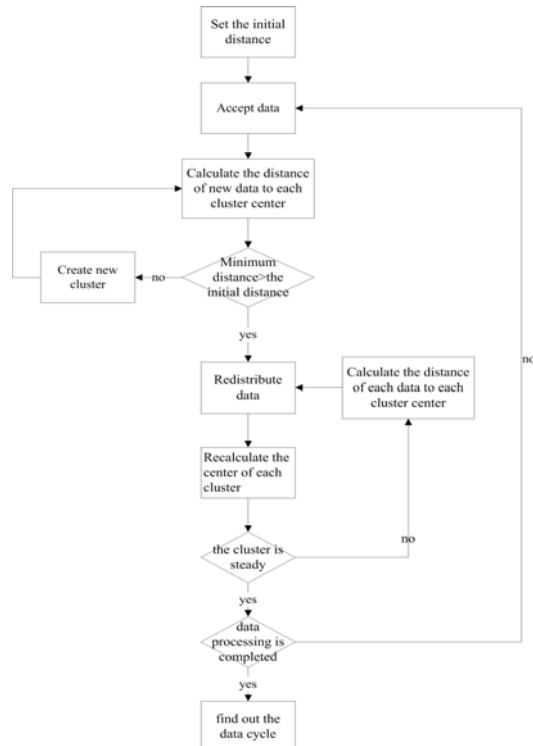 Set the initial
distance
Accept data
Calculate the distance
of new data to each
cluster center
Create new
cluster
no
Minimum
distance>the
initial distance
yes
no
Redistribute
data
Calculate the distance
of each data to each
cluster center
Recalculate the
center of each
cluster
no
the cluster is
steady
yes
data
processing is
completed
yes
find out the
data cycle